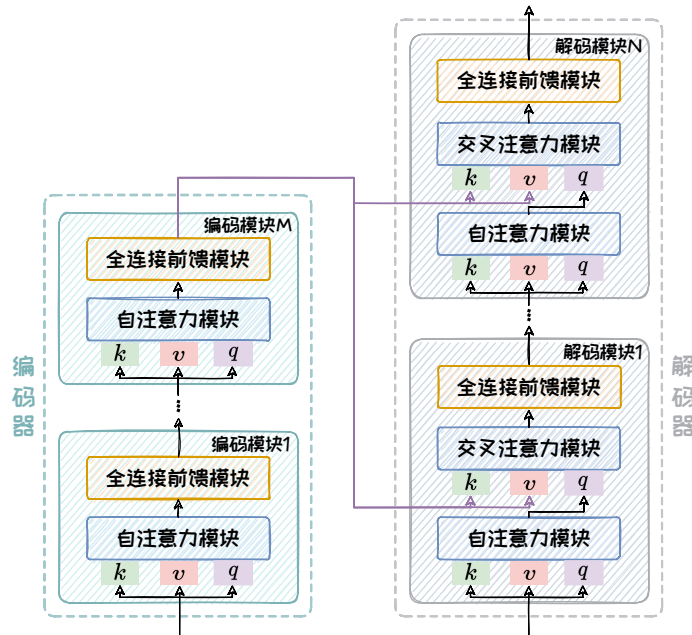 编码器
编码模块M
全连接前馈模块
自注意力模块
k v q
...
编码模块1
全连接前馈模块
自注意力模块
k v q
解码模块N
全连接前馈模块
交叉注意力模块
k v q
自注意力模块
k v q
...
解码模块1
全连接前馈模块
交叉注意力模块
k v q
自注意力模块
k v q
解码器